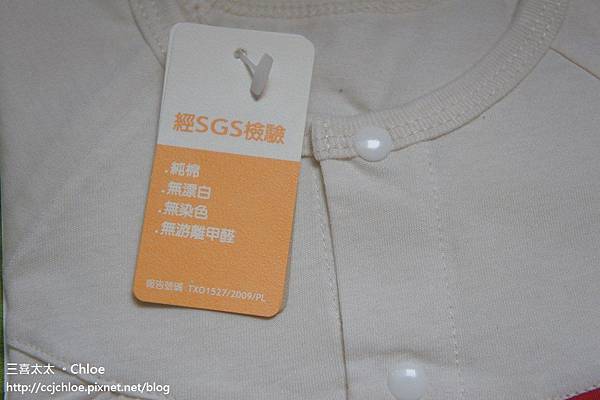 經SGS檢驗
.純棉
.無漂白
.無染色
.無游離甲醛
報告號碼 TXO1527/2009/PL
三喜太太 · Chloe
http://ccjchloe.pixnet.net/blog